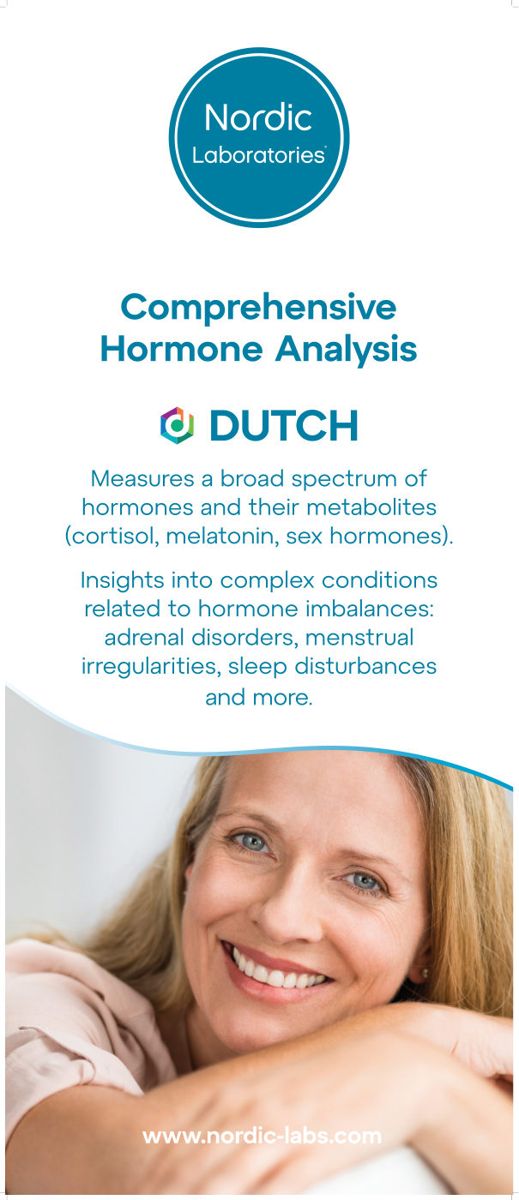 Nordic
Laboratories®
Comprehensive
Hormone Analysis
DUTCH
Measures a broad spectrum of
hormones and their metabolites
(cortisol, melatonin, sex hormones).
Insights into complex conditions
related to hormone imbalances:
adrenal disorders, menstrual
irregularities, sleep disturbances
and more.
www.nordic-labs.com